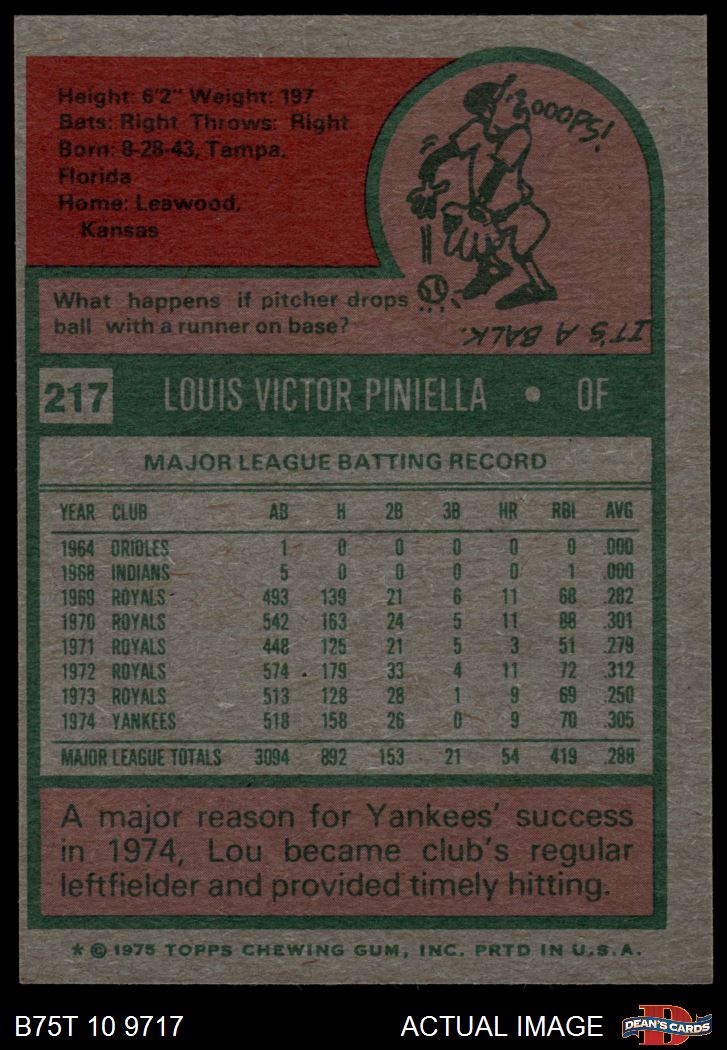 Height: 6'2" Weight: 197
Bats: Right Throws: Right
Born: 8-28-43, Tampa,
Florida
Home: Leawood,
Kansas
OOOPS!
What happens if pitcher drops
ball with a runner on base?
IT'S A BALK.
217 LOUIS VICTOR PINIELLA • OF
MAJOR LEAGUE BATTING RECORD
YEAR CLUB AB H 2B 3B HR RBI AVG
1964 ORIOLES 1 0 0 0 0 0 .000
1968 INDIANS 5 0 0 0 0 1 .000
1969 ROYALS 493 139 21 6 11 68 .282
1970 ROYALS 542 163 24 5 11 88 .301
1971 ROYALS 448 125 21 5 3 51 .279
1972 ROYALS 574 179 33 4 11 72 .312
1973 ROYALS 513 128 28 1 9 69 .250
1974 YANKEES 518 158 26 0 9 70 .305
MAJOR LEAGUE TOTALS 3094 892 153 21 54 419 .288
A major reason for Yankees' success
in 1974, Lou became club's regular
leftfielder and provided timely hitting.
* © 1975 TOPPS CHEWING GUM, INC. PRTD IN U.S.A.
B75T 10 9717 ACTUAL IMAGE D DEAN'S CARDS